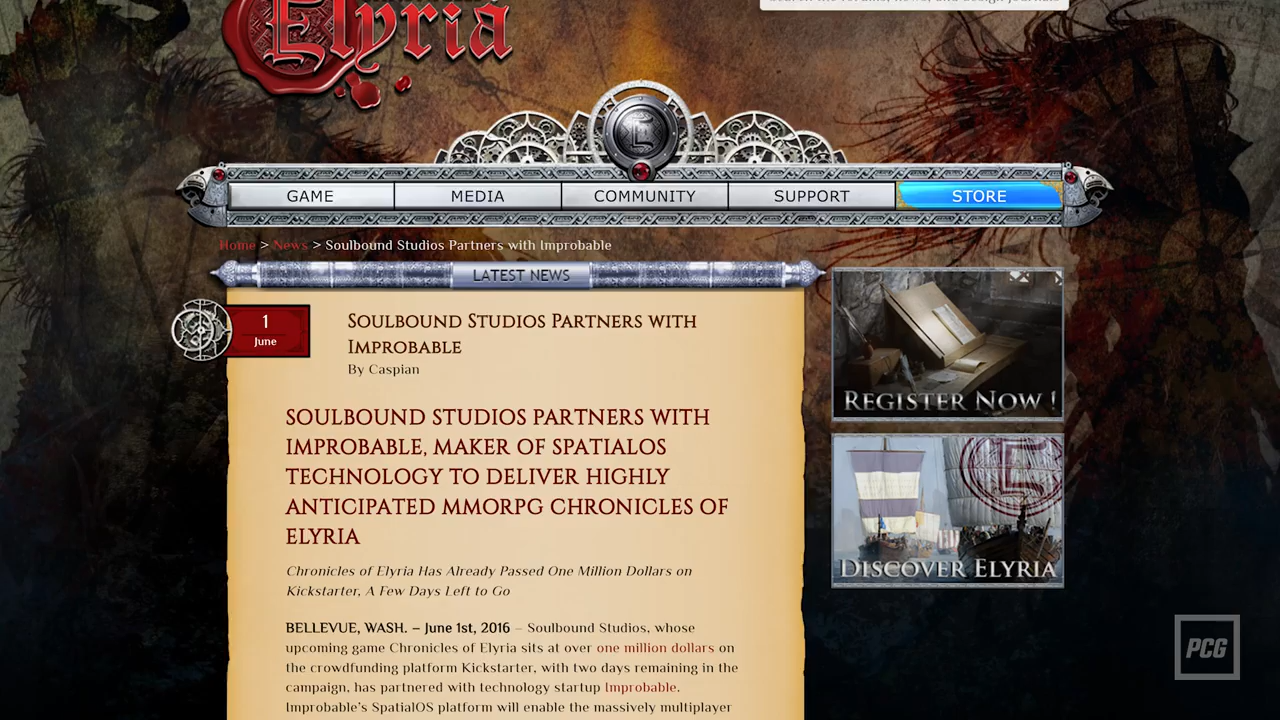 Elyria
GAME
MEDIA
COMMUNITY
SUPPORT
STORE
Home > News > Soulbound Studios Partners with Improbable
LATEST NEWS
1
June
Soulbound Studios Partners with
Improbable
By Caspian
SOULBOUND STUDIOS PARTNERS WITH
IMPROBABLE, MAKER OF SPATIALOS
TECHNOLOGY TO DELIVER HIGHLY
ANTICIPATED MMORPG CHRONICLES OF
ELYRIA
Chronicles of Elyria Has Already Passed One Million Dollars on
Kickstarter, A Few Days Left to Go
BELLEVUE, WASH. – June 1st, 2016 – Soulbound Studios, whose
upcoming game Chronicles of Elyria sits at over one million dollars on
the crowdfunding platform Kickstarter, with two days remaining in the
campaign, has partnered with technology startup Improbable.
Improbable's SpatialOS platform will enable the massively multiplayer
Register Now !
Discover Elyria
PCG